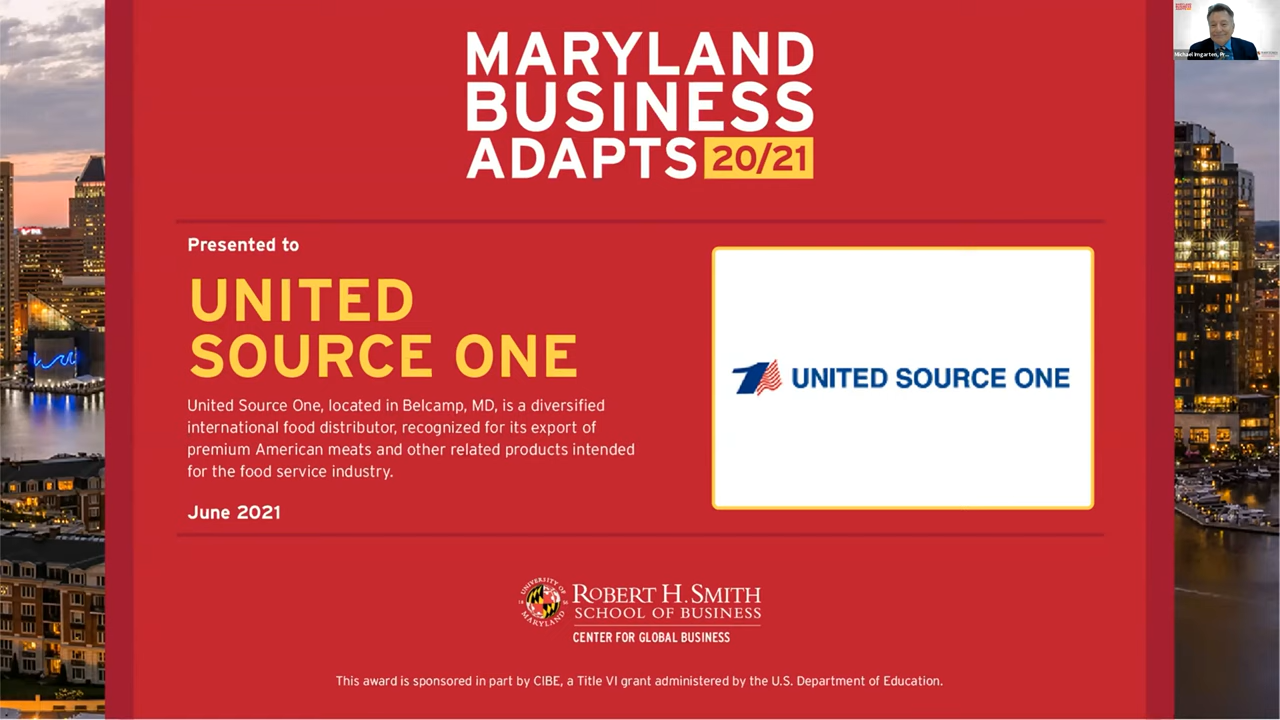 MARYLAND
BUSINESS
ADAPTS 20/21
Presented to
UNITED
SOURCE ONE
United Source One, located in Belcamp, MD, is a diversified
international food distributor, recognized for its export of
premium American meats and other related products intended
for the food service industry.
June 2021
UNITED SOURCE ONE
UNIVERSITY OF
MARYLAND
ROBERT H. SMITH
SCHOOL OF BUSINESS
CENTER FOR GLOBAL BUSINESS
This award is sponsored in part by CIBE, a Title VI grant administered by the U.S. Department of Education.